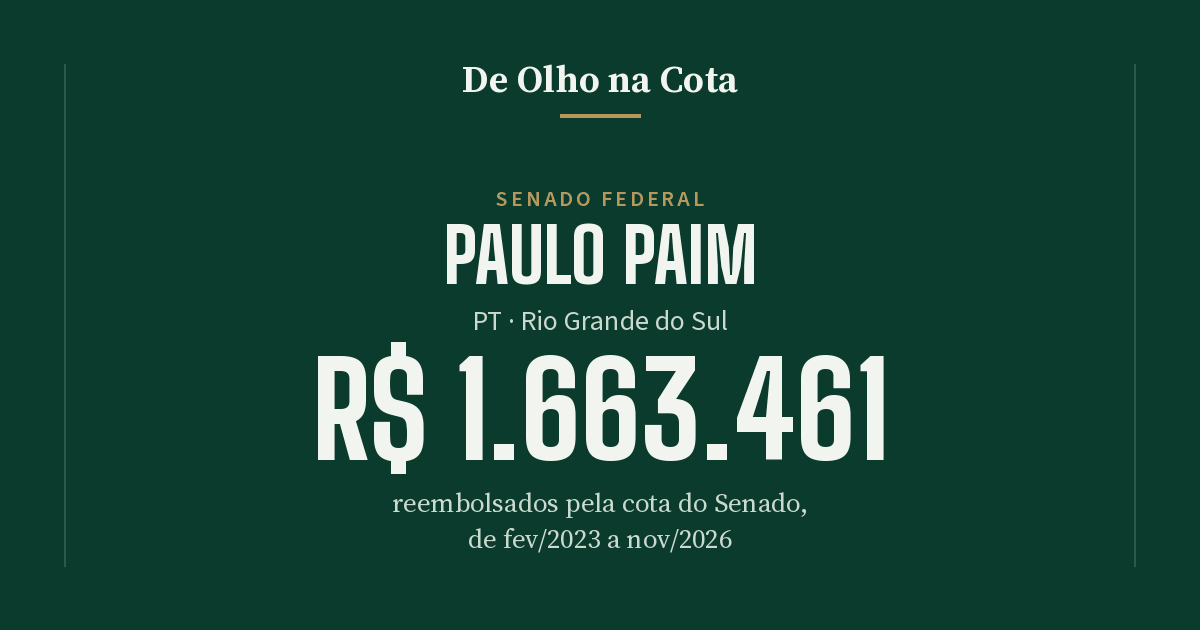 De Olho na Cota
SENADO FEDERAL
PAULO PAIM
PT · Rio Grande do Sul
R$ 1.663.461
reembolsados pela cota do Senado,
de fev/2023 a nov/2026